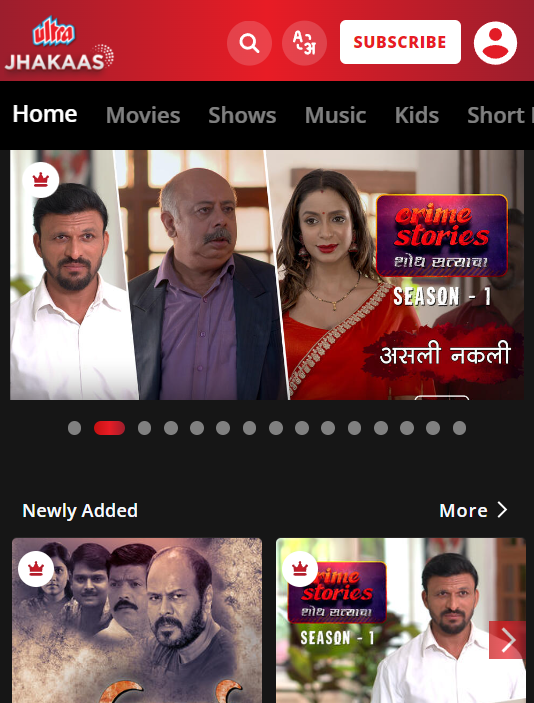 ultra
JHAKAAS
SUBSCRIBE
Home Movies Shows Music Kids Short
crime
stories
शोध सत्याचा
SEASON - 1
असली नकली
Newly Added
More
crime
stories
शोध सत्याचा
SEASON - 1